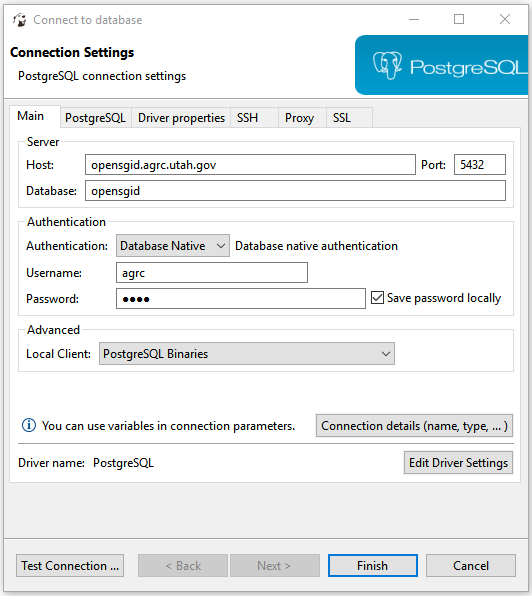 Connect to database
Connection Settings
PostgreSQL connection settings
PostgreSQL
Main PostgreSQL Driver properties SSH Proxy SSL
Server
Host: opensgid.agrc.utah.gov Port: 5432
Database: opensgid
Authentication
Authentication: Database Native Database native authentication
Username: agrc
Password: ●●●● Save password locally
Advanced
Local Client: PostgreSQL Binaries
You can use variables in connection parameters. Connection details (name, type, ... )
Driver name: PostgreSQL Edit Driver Settings
Test Connection ... < Back Next > Finish Cancel